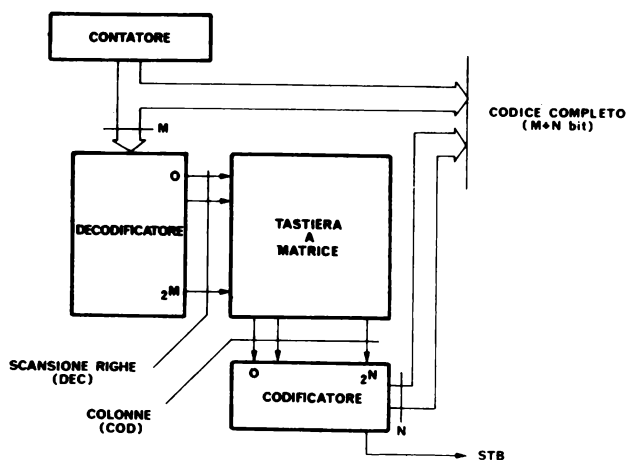 CONTATORE
M
CODICE COMPLETO
(M+N bit)
O
DECODIFICATORE
2M
TASTIERA
A
MATRICE
SCANSIONE RIGHE
(DEC)
O
2N
CODIFICATORE
COLONNE
(COD)
N
STB